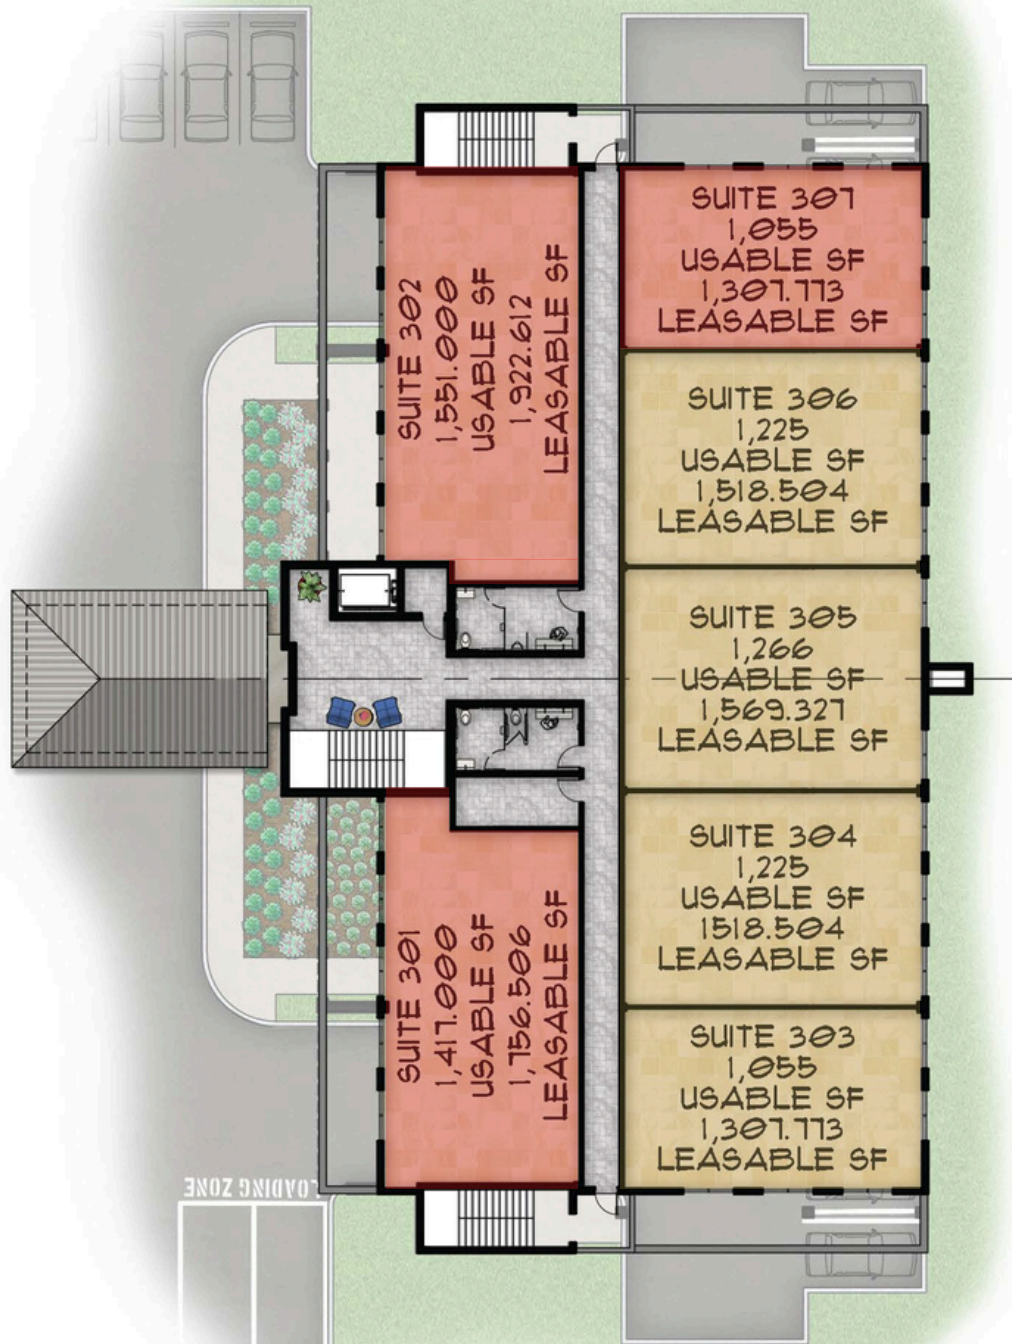 SUITE 307
1,055
USABLE SF
1,307.773
LEASABLE SF
SUITE 302
1,551.000
USABLE SF
1,922.612
LEASABLE SF
SUITE 306
1,225
USABLE SF
1,518.504
LEASABLE SF
SUITE 305
1,266
USABLE SF
1,569.327
LEASABLE SF
SUITE 304
1,225
USABLE SF
1518.504
LEASABLE SF
SUITE 301
1,417.000
USABLE SF
1,756.506
LEASABLE SF
SUITE 303
1,055
USABLE SF
1,307.773
LEASABLE SF
LOADING ZONE